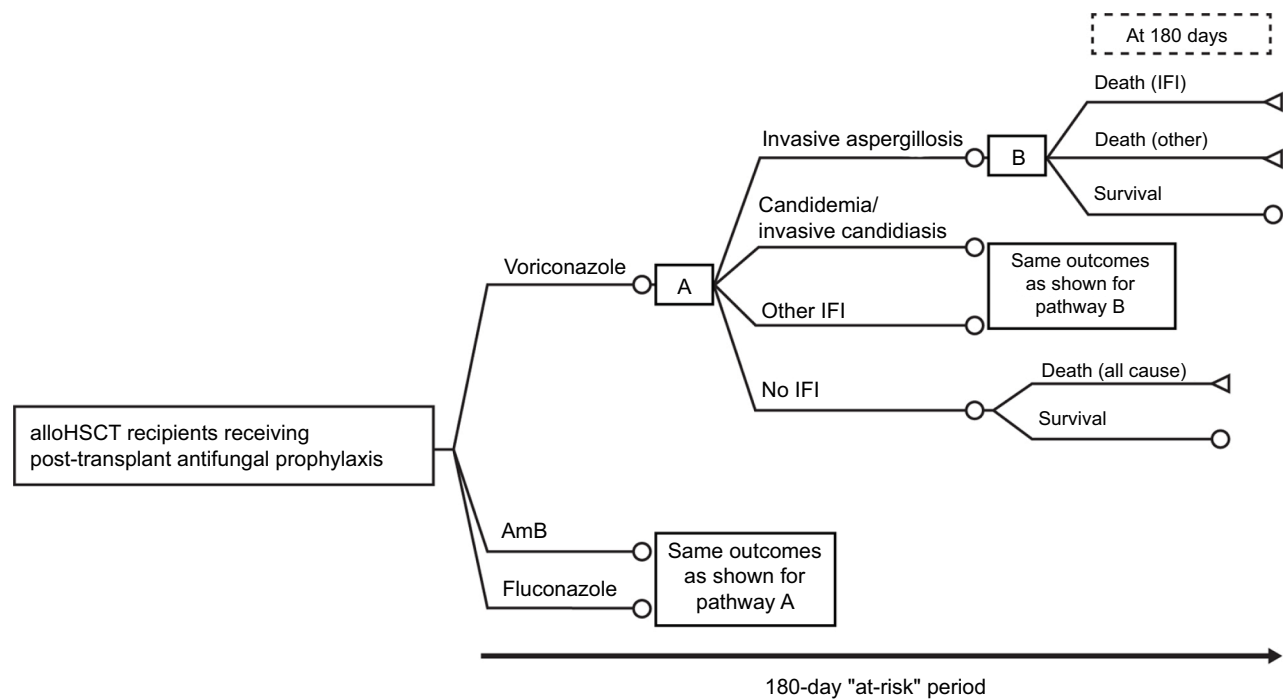 At 180 days
Death (IFI)
Invasive aspergillosis
B
Death (other)
Survival
Candidemia/
invasive candidiasis
Voriconazole
A
Same outcomes
as shown for
pathway B
Other IFI
No IFI
Death (all cause)
Survival
alloHSCT recipients receiving
post-transplant antifungal prophylaxis
AmB
Fluconazole
Same outcomes
as shown for
pathway A
180-day "at-risk" period